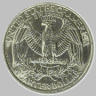 UNITED STATES OF AMERICA
QUARTER DOLLAR